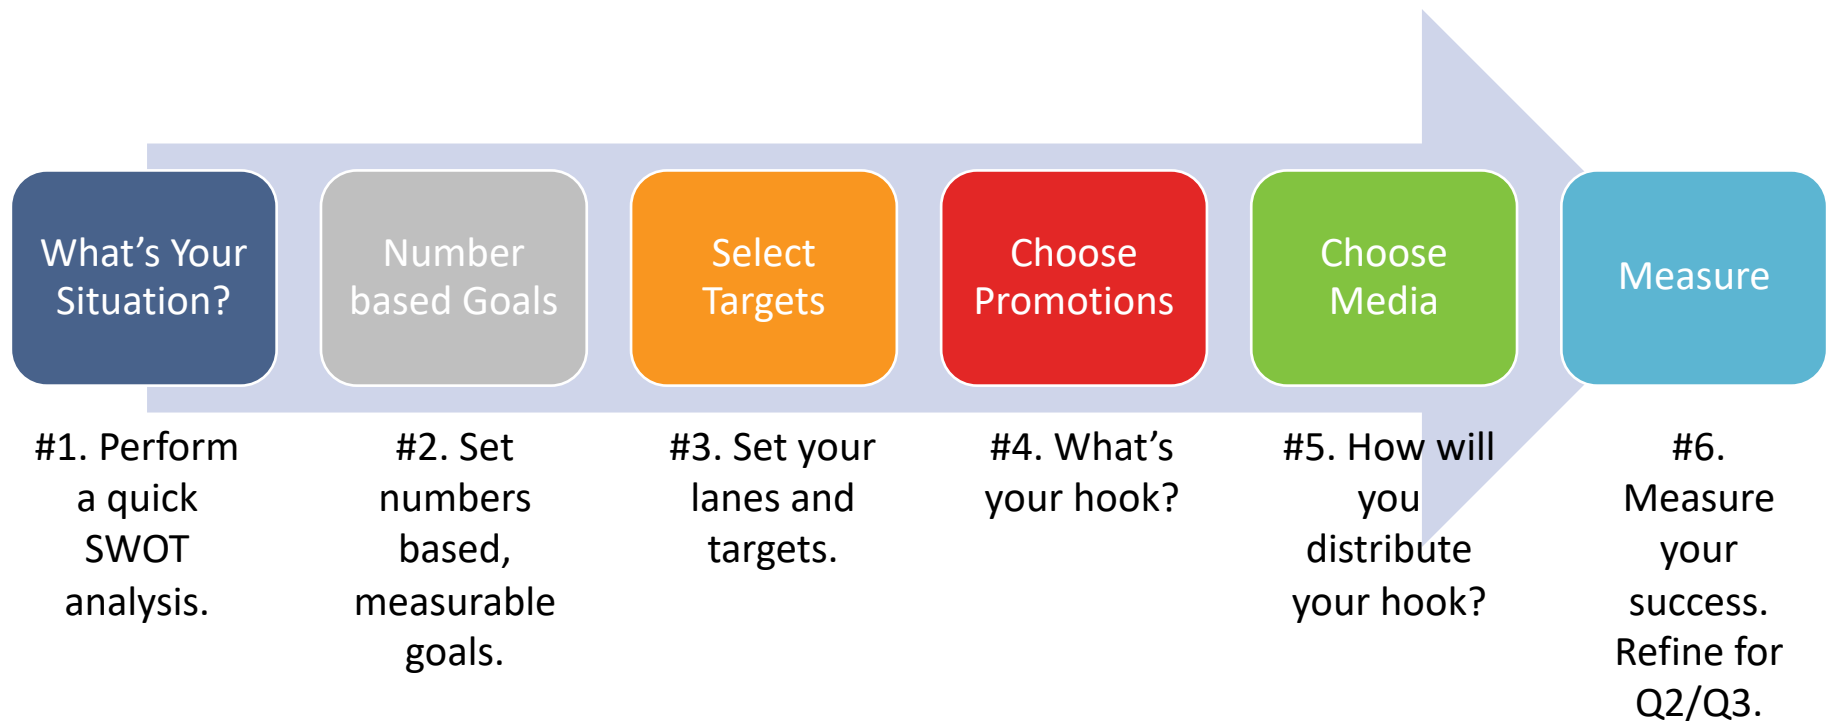 What’s Your
Situation?
Number
based Goals
Select
Targets
Choose
Promotions
Choose
Media
Measure
#1. Perform
a quick
SWOT
analysis.
#2. Set
numbers
based,
measurable
goals.
#3. Set your
lanes and
targets.
#4. What’s
your hook?
#5. How will
you
distribute
your hook?
#6.
Measure
your
success.
Refine for
Q2/Q3.